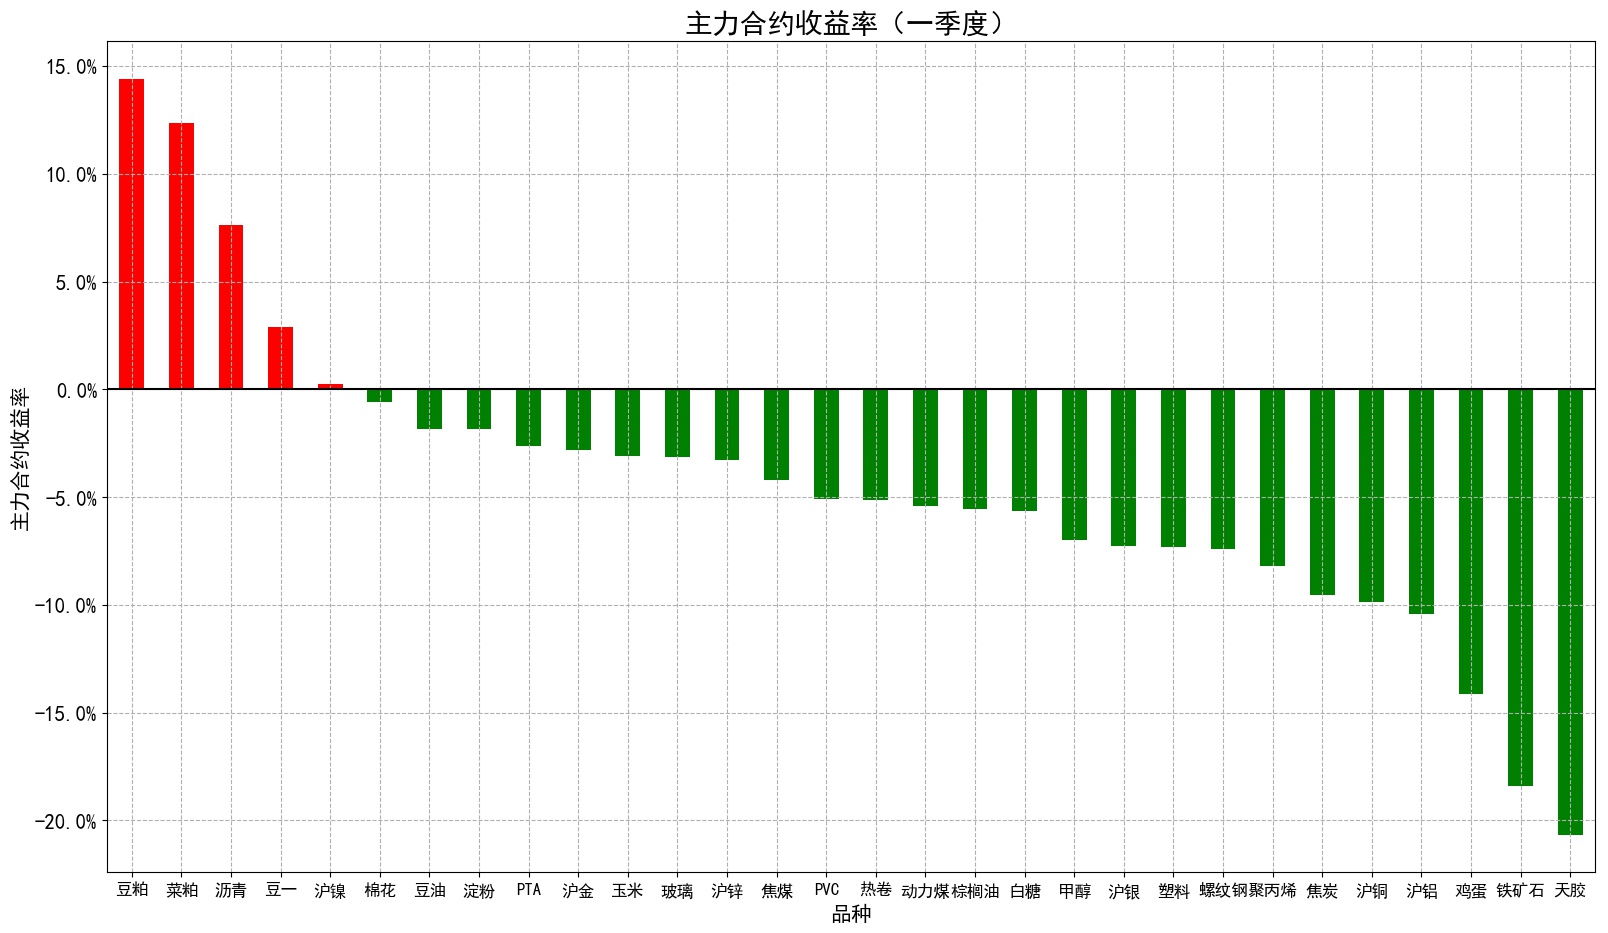 主力合约收益率（一季度）
主力合约收益率
15.0%
10.0%
5.0%
0.0%
-5.0%
-10.0%
-15.0%
-20.0%
豆粕 菜粕 沥青 豆一 沪镍 棉花 豆油 淀粉 PTA 沪金 玉米 玻璃 沪锌 焦煤 PVC 热卷 动力煤 棕榈油 白糖 甲醇 沪银 塑料 螺纹钢 聚丙烯 焦炭 沪铜 沪铝 鸡蛋 铁矿石 天胶
品种